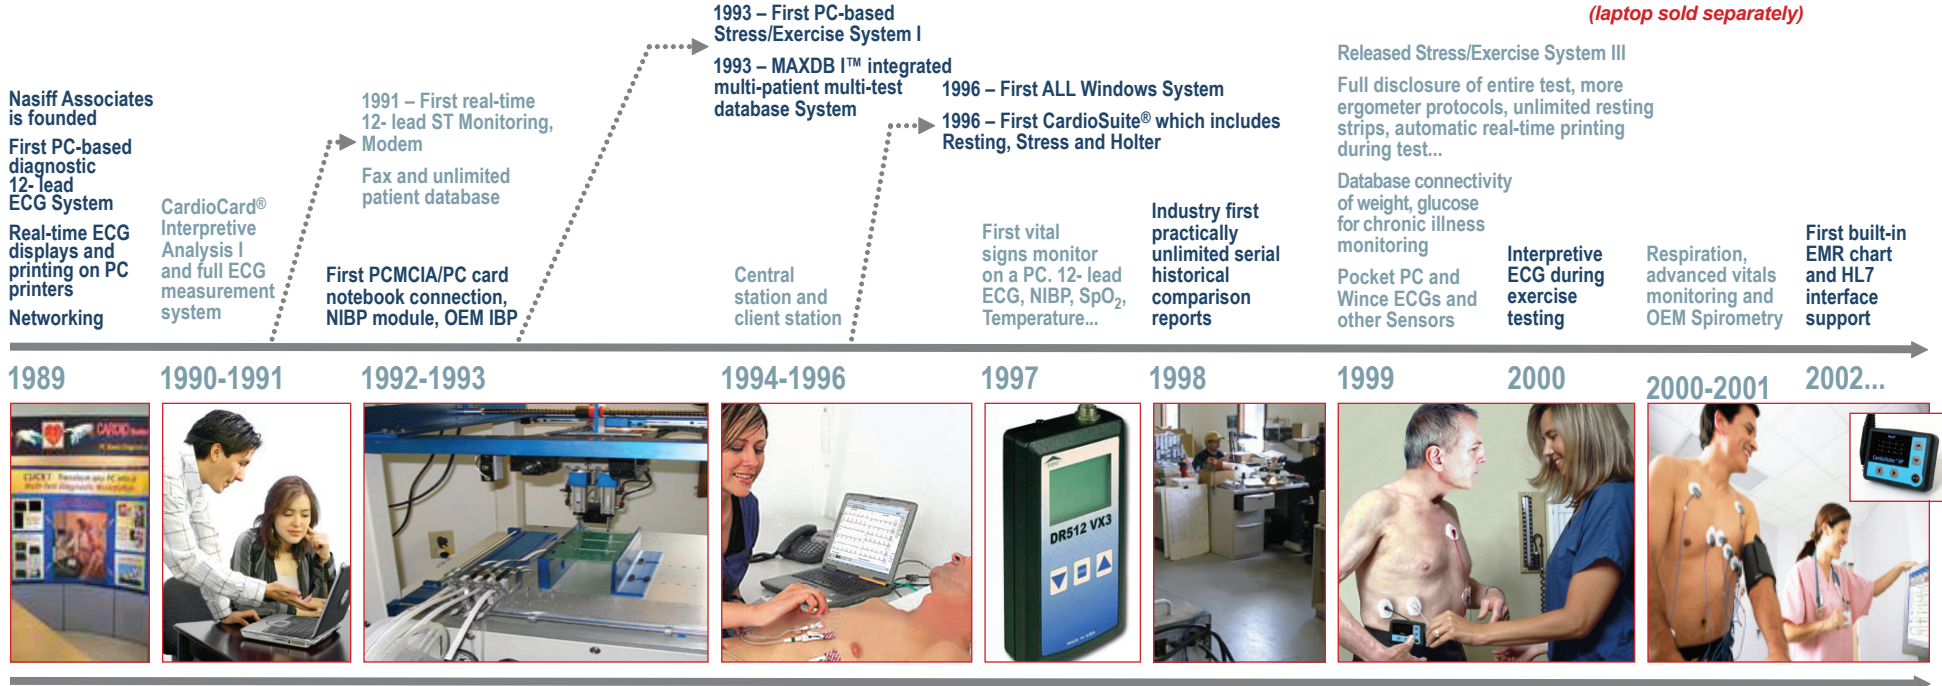 (laptop sold separately)
Nasiff Associates
is founded
First PC-based
diagnostic
12- lead
ECG System
Real-time ECG
displays and
printing on PC
printers
Networking
CardioCard®
Interpretive
Analysis I
and full ECG
measurement
system
1991 – First real-time
12- lead ST Monitoring,
Modem
Fax and unlimited
patient database
First PCMCIA/PC card
notebook connection,
NIBP module, OEM IBP
1993 – First PC-based
Stress/Exercise System I
1993 – MAXDB I™ integrated
multi-patient multi-test
database System
Central
station and
client station
1996 – First ALL Windows System
1996 – First CardioSuite® which includes
Resting, Stress and Holter
First vital
signs monitor
on a PC. 12- lead
ECG, NIBP, SpO₂,
Temperature...
Industry first
practically
unlimited serial
historical
comparison
reports
Released Stress/Exercise System III
Full disclosure of entire test, more
ergometer protocols, unlimited resting
strips, automatic real-time printing
during test...
Database connectivity
of weight, glucose
for chronic illness
monitoring
Pocket PC and
Wince ECGs and
other Sensors
Interpretive
ECG during
exercise
testing
Respiration,
advanced vitals
monitoring and
OEM Spirometry
First built-in
EMR chart
and HL7
interface
support
1989
1990-1991
1992-1993
1994-1996
1997
1998
1999
2000
2000-2001
2002...
CARDIO
CLICK! Transform any PC into a
DR512 VX3
MADE IN USA